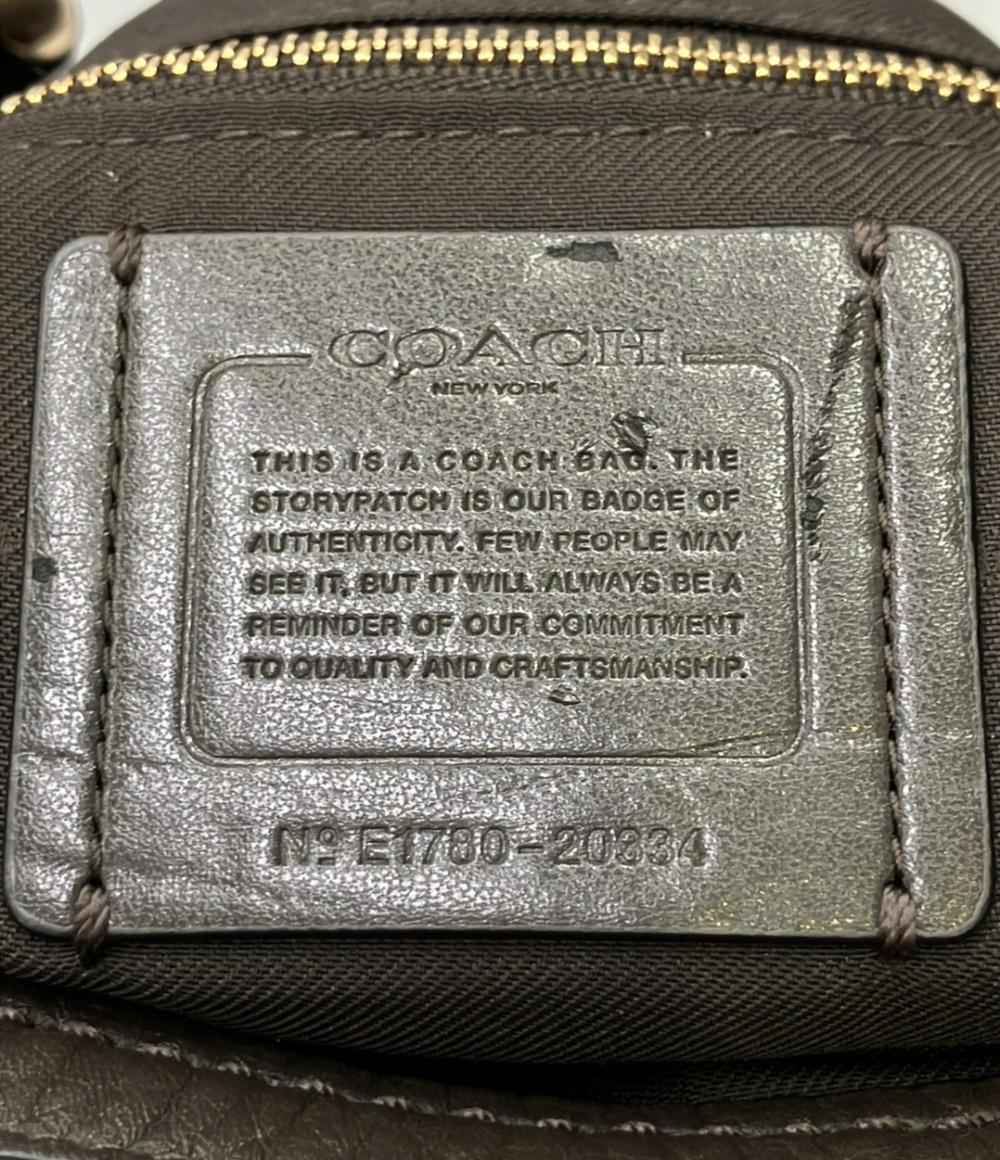 COACH
NEW YORK
THIS IS A COACH BAG. THE
STORYPATCH IS OUR BADGE OF
AUTHENTICITY. FEW PEOPLE MAY
SEE IT, BUT IT WILL ALWAYS BE A
REMINDER OF OUR COMMITMENT
TO QUALITY AND CRAFTSMANSHIP.
Nº E1780-20334